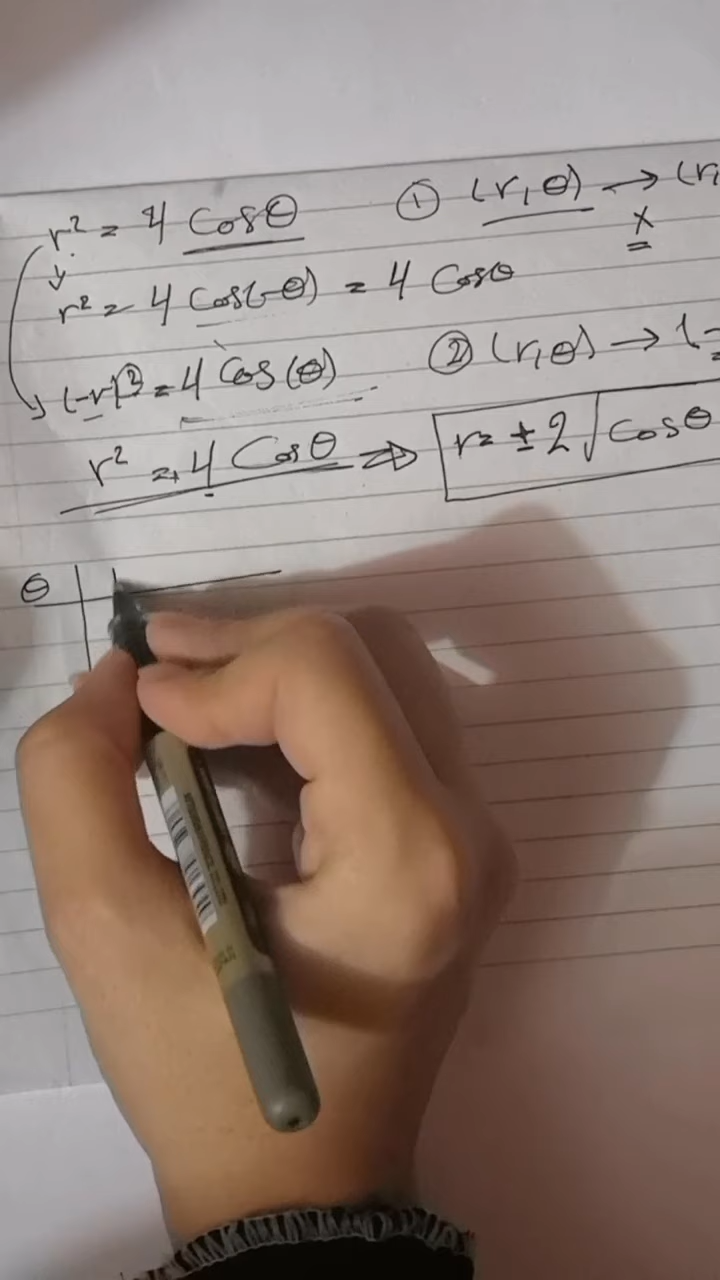 r² = 4 Cosθ ① (r,θ) → (r,
x
r² = 4 Cos(-θ) = 4 Cosθ
(-r)² = 4 Cos(θ) ② (r,θ) → (-
r² = 4 Cosθ ⇒ r = ±2√Cosθ
θ